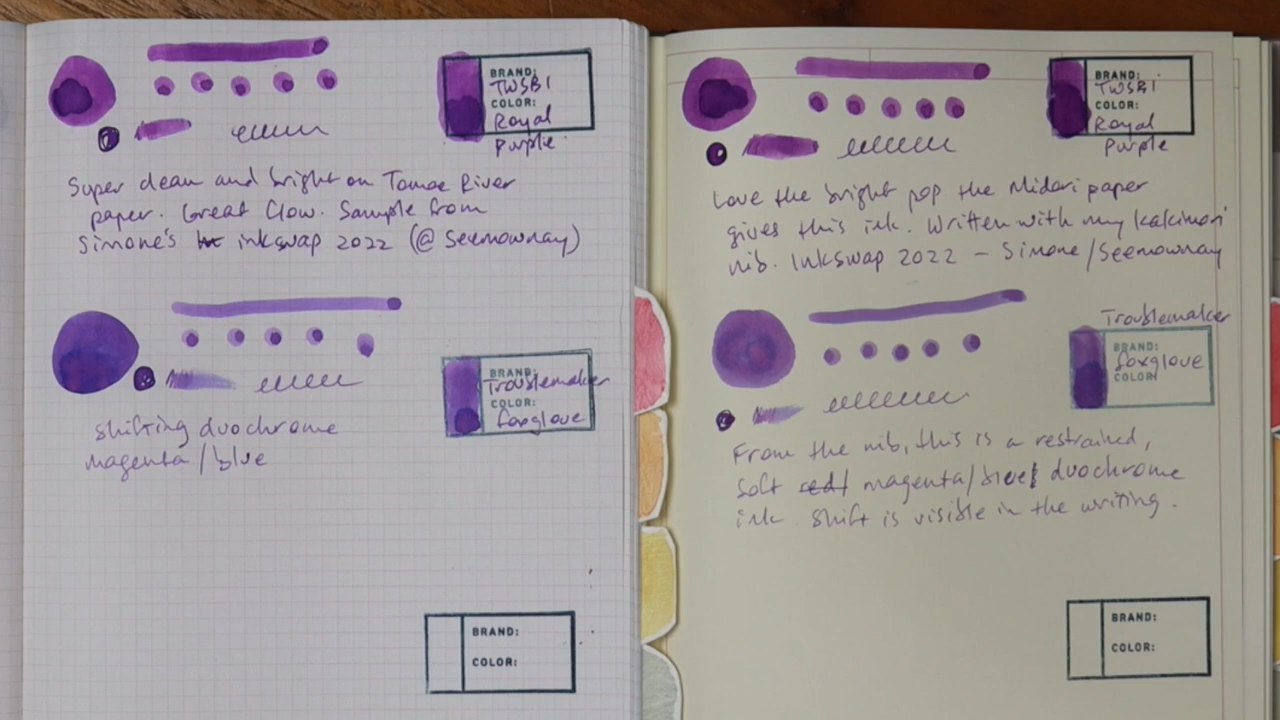 BRAND:
TWSBI
COLOR:
Royal
Purple
Super clean and bright on Tomoe River
paper. Great flow. Sample from
Simone's inkswap 2022 (@Seemownay)
BRAND:
Troublemaker
COLOR:
foxglove
shifting duochrome
magenta/blue
BRAND:
COLOR:
BRAND:
TWSBI
COLOR:
Royal
Purple
Love the bright pop the Midori paper
gives this ink. Written with my kakimori
nib. Inkswap 2022 – Simone/Seemownay
Troublemaker
BRAND:
foxglove
COLOR:
From the nib, this is a restrained,
soft red/ magenta/blue duochrome
ink. Shift is visible in the writing.
BRAND:
COLOR: